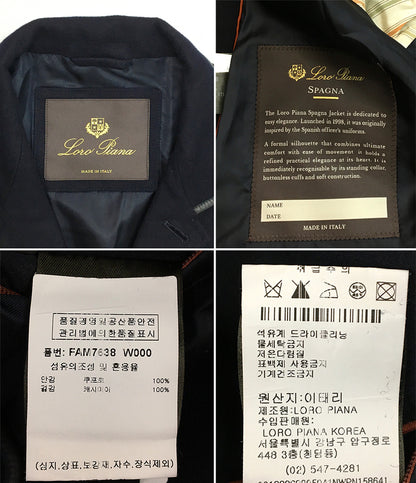 Loro Piana
MADE IN ITALY
Loro Piana
SPAGNA
The Loro Piana Spagna Jacket is dedicated to
easy elegance. Launched in 1998, it was originally
inspired by the Spanish officer's uniforms.
A formal silhouette that combines ultimate
comfort with ease of movement it holds a
refined practical elegance at its heart. It is
immediately recognisable by its standing collar,
buttonless cuffs and soft construction.
NAME
DATE
MADE IN ITALY
품질경영및공산품안전
관리법에의한품질표시
품번: FAM7638 W000
섬유의조성 및 혼용율
안감 쿠프로 100%
겉감 캐시미어 100%
(심지,상표,보강재,자수,장식제외)
취급주의
석유계 드라이클리닝
물세탁금지
저온다림질
표백제 사용금지
기계건조금지
원산지:이태리
제조원:LORO PIANA
수입판매원:
LORO PIANA KOREA
서울특별시 강남구 압구정로
448 3층(청담동)
02) 547-4281